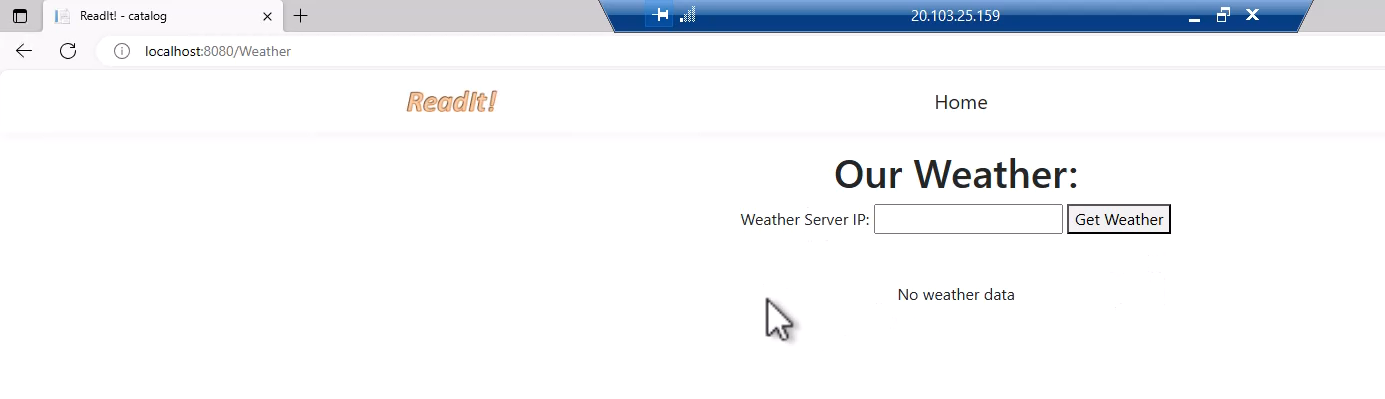 ReadIt! - catalog
20.103.25.159
localhost:8080/Weather
ReadIt!
Home
Our Weather:
Weather Server IP:
Get Weather
No weather data